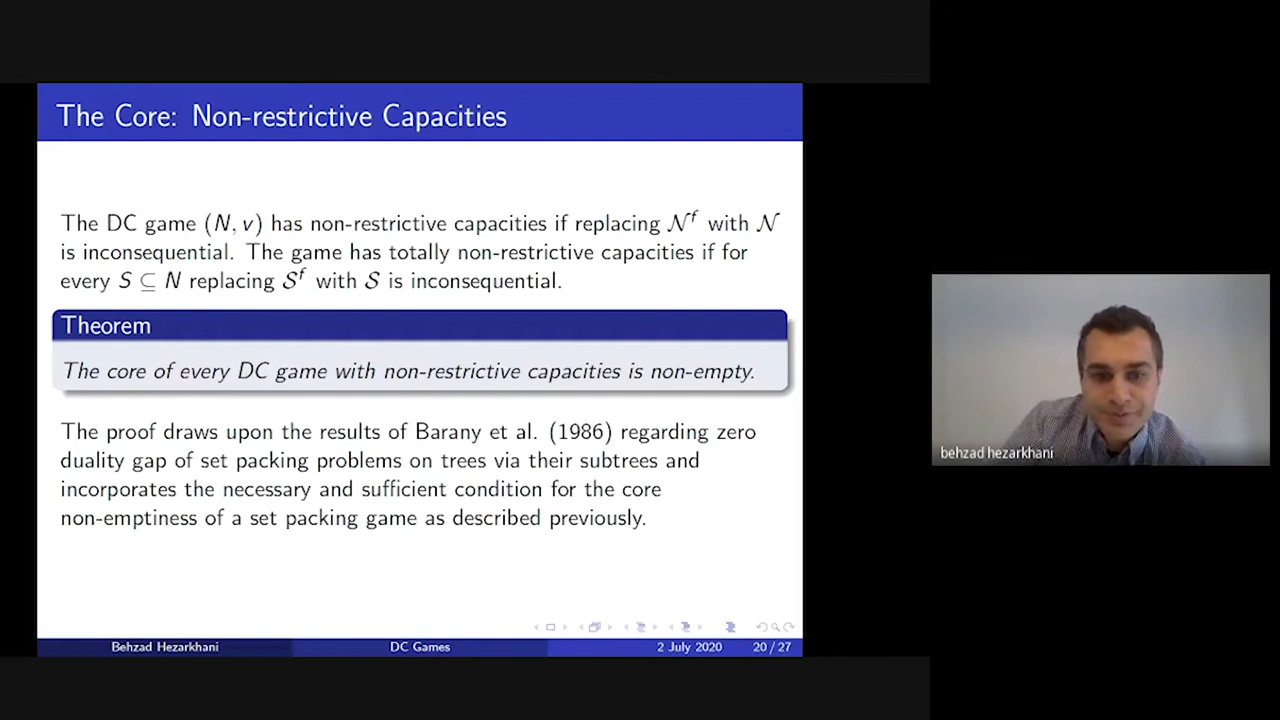 The Core: Non-restrictive Capacities
The DC game (N, v) has non-restrictive capacities if replacing 𝒩ᶠ with 𝒩
is inconsequential. The game has totally non-restrictive capacities if for
every S ⊆ N replacing 𝒮ᶠ with 𝒮 is inconsequential.
Theorem
The core of every DC game with non-restrictive capacities is non-empty.
The proof draws upon the results of Barany et al. (1986) regarding zero
duality gap of set packing problems on trees via their subtrees and
incorporates the necessary and sufficient condition for the core
non-emptiness of a set packing game as described previously.
Behzad Hezarkhani
DC Games
2 July 2020
20 / 27
behzad hezarkhani